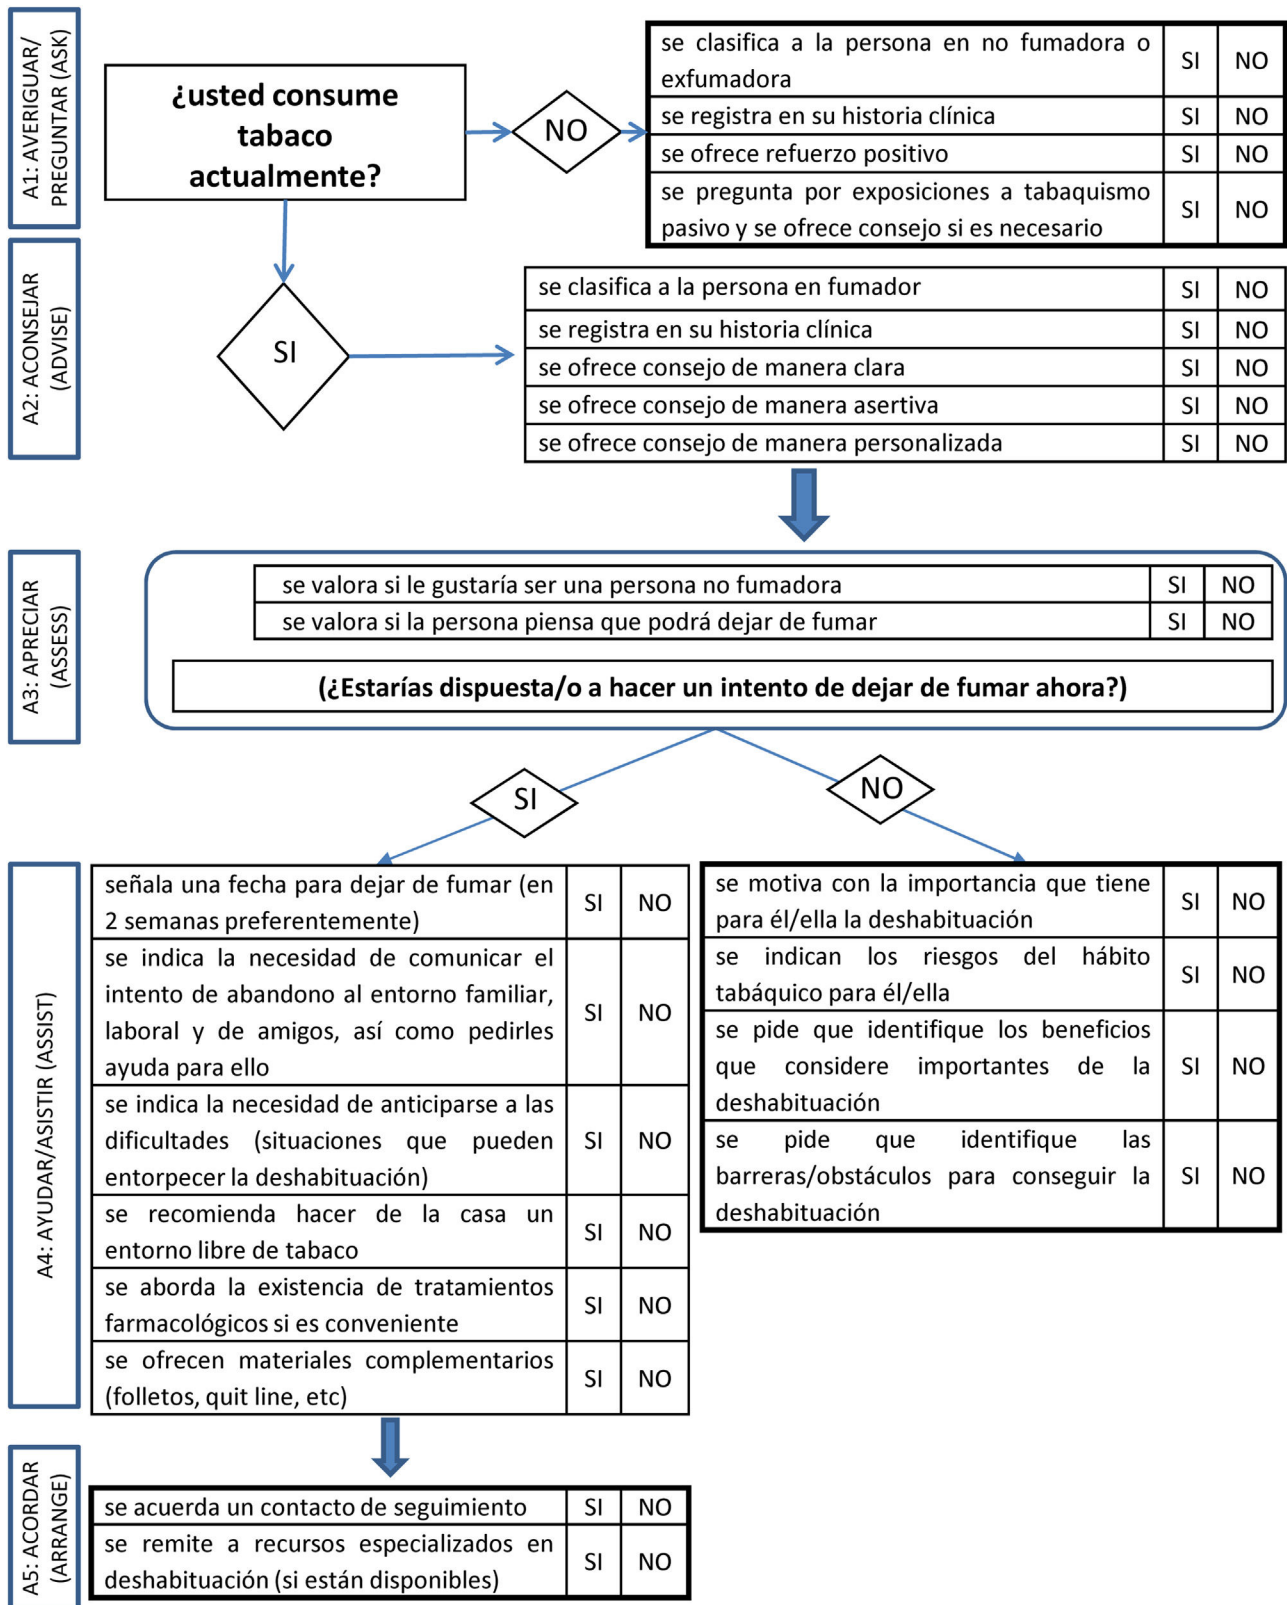 A1: AVERIGUAR/
PREGUNTAR (ASK)
¿usted consume
tabaco
actualmente?
NO
se clasifica a la persona en no fumadora o
exfumadora
SI
NO
se registra en su historia clínica
SI
NO
se ofrece refuerzo positivo
SI
NO
se pregunta por exposiciones a tabaquismo
pasivo y se ofrece consejo si es necesario
SI
NO
A2: ACONSEJAR
(ADVISE)
SI
se clasifica a la persona en fumador
SI
NO
se registra en su historia clínica
SI
NO
se ofrece consejo de manera clara
SI
NO
se ofrece consejo de manera asertiva
SI
NO
se ofrece consejo de manera personalizada
SI
NO
A3: APRECIAR
(ASSESS)
se valora si le gustaría ser una persona no fumadora
SI
NO
se valora si la persona piensa que podrá dejar de fumar
SI
NO
(¿Estarías dispuesta/o a hacer un intento de dejar de fumar ahora?)
SI
NO
A4: AYUDAR/ASISTIR (ASSIST)
señala una fecha para dejar de fumar (en
2 semanas preferentemente)
SI
NO
se indica la necesidad de comunicar el
intento de abandono al entorno familiar,
laboral y de amigos, así como pedirles
ayuda para ello
SI
NO
se indica la necesidad de anticiparse a las
dificultades (situaciones que pueden
entorpecer la deshabituación)
SI
NO
se recomienda hacer de la casa un
entorno libre de tabaco
SI
NO
se aborda la existencia de tratamientos
farmacológicos si es conveniente
SI
NO
se ofrecen materiales complementarios
(folletos, quit line, etc)
SI
NO
se motiva con la importancia que tiene
para él/ella la deshabituación
SI
NO
se indican los riesgos del hábito
tabáquico para él/ella
SI
NO
se pide que identifique los beneficios
que considere importantes de la
deshabituación
SI
NO
se pide que identifique las
barreras/obstáculos para conseguir la
deshabituación
SI
NO
A5: ACORDAR
(ARRANGE)
se acuerda un contacto de seguimiento
SI
NO
se remite a recursos especializados en
deshabituación (si están disponibles)
SI
NO